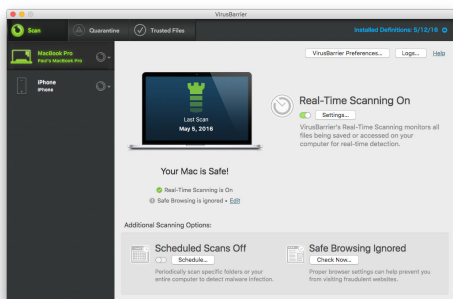 VirusBarrier
Scan
Quarantine
Trusted Files
Installed Definitions: 5/12/16
MacBook Pro
Paul's MacBook Pro
iPhone
iPhone
VirusBarrier Preferences...
Logs...
Help
Last Scan
May 5, 2016
Real-Time Scanning On
Settings...
VirusBarrier's Real-Time Scanning monitors all
files being saved or accessed on your
computer for real-time detection.
Your Mac is Safe!
Real-Time Scanning is On
Safe Browsing is ignored • Edit
Additional Scanning Options:
Scheduled Scans Off
Schedule...
Periodically scan specific folders or your
entire computer to detect malware infection.
Safe Browsing Ignored
Check Now...
Proper browser settings can help prevent you
from visiting fraudulent websites.